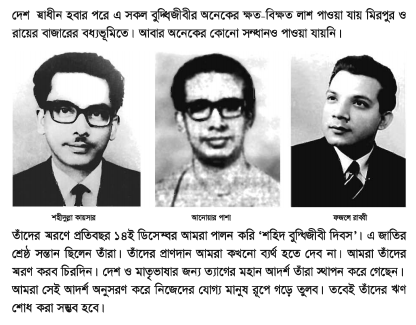 দেশ স্বাধীন হবার পরে এ সকল বুদ্ধিজীবীর অনেকের ক্ষত-বিক্ষত লাশ পাওয়া যায় মিরপুর ও
রায়ের বাজারের বধ্যভূমিতে। আবার অনেকের কোনো সন্ধানও পাওয়া যায়নি।
শহীদুল্লা কায়সার
আনোয়ার পাশা
ফজলে রাব্বী
তাঁদের স্মরণে প্রতিবছর ১৪ই ডিসেম্বর আমরা পালন করি ‘শহিদ বুদ্ধিজীবী দিবস’। এ জাতির
শ্রেষ্ঠ সন্তান ছিলেন তাঁরা। তাঁদের প্রাণদান আমরা কখনো ব্যর্থ হতে দেব না। আমরা তাঁদের
স্মরণ করব চিরদিন। দেশ ও মাতৃভাষার জন্য ত্যাগের মহান আদর্শ তাঁরা স্থাপন করে গেছেন।
আমরা সেই আদর্শ অনুসরণ করে নিজেদের যোগ্য মানুষ রূপে গড়ে তুলব। তবেই তাঁদের ঋণ
শোধ করা সম্ভব হবে।